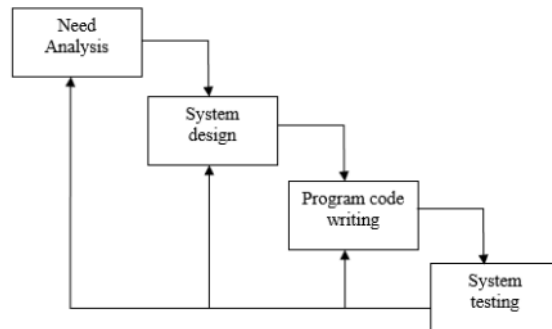 Need
Analysis
System
design
Program code
writing
System
testing